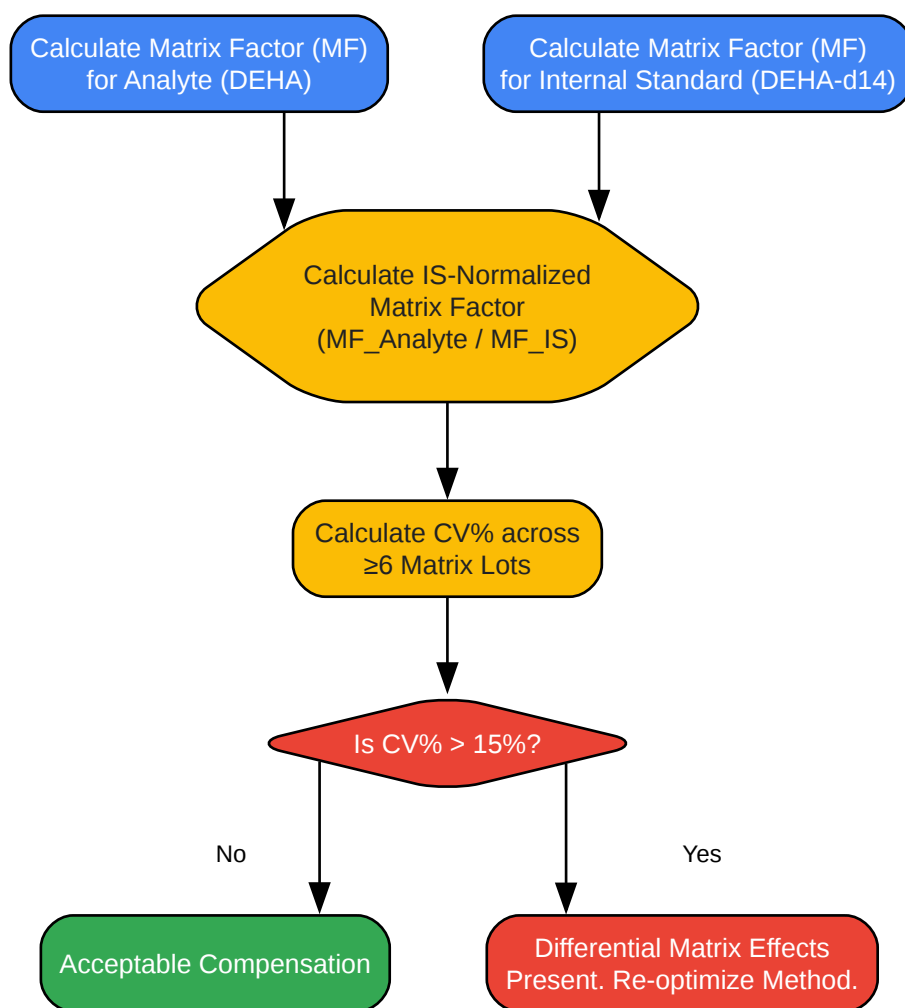 Calculate Matrix Factor (MF)
for Analyte (DEHA)
Calculate Matrix Factor (MF)
for Internal Standard (DEHA-d14)
Calculate IS-Normalized
Matrix Factor
(MF_Analyte / MF_IS)
Calculate CV% across
≥6 Matrix Lots
Is CV% > 15%?
No
Yes
Acceptable Compensation
Differential Matrix Effects
Present. Re-optimize Method.